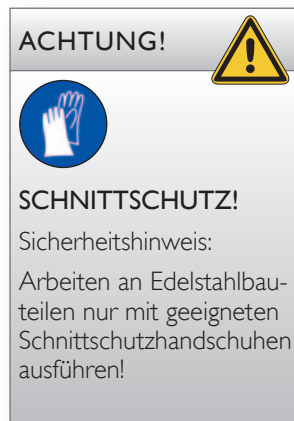 ACHTUNG!
SCHNITTSCHUTZ!
Sicherheitshinweis:
Arbeiten an Edelstahlbau-
teilen nur mit geeigneten
Schnittschutzhandschuhen
ausführen!